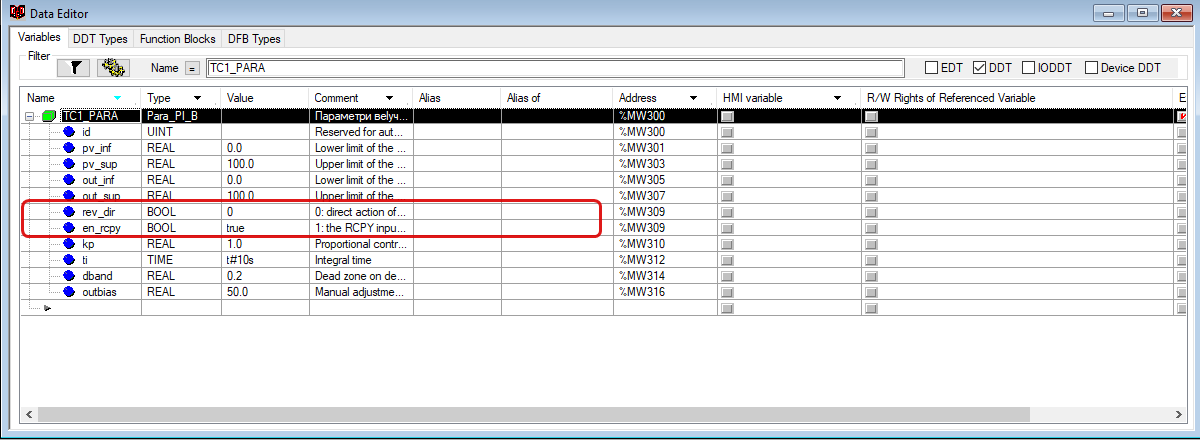 Data Editor
Variables DDT Types Function Blocks DFB Types
Filter
Name = TC1_PARA EDT DDT IODDT Device DDT
Name Type Value Comment Alias Alias of Address HMI variable R/W Rights of Referenced Variable E
TC1_PARA Para_PI_B Параметри веlуч... %MW300
id UINT Reserved for aut... %MW300
pv_inf REAL 0.0 Lower limit of the ... %MW301
pv_sup REAL 100.0 Upper limit of the ... %MW303
out_inf REAL 0.0 Lower limit of the ... %MW305
out_sup REAL 100.0 Upper limit of the ... %MW307
rev_dir BOOL 0 0: direct action of... %MW309
en_rcpy BOOL true 1: the RCPY inpu... %MW309
kp REAL 1.0 Proportional contr... %MW310
ti TIME t#10s Integral time %MW312
dband REAL 0.2 Dead zone on de... %MW314
outbias REAL 50.0 Manual adjustme... %MW316